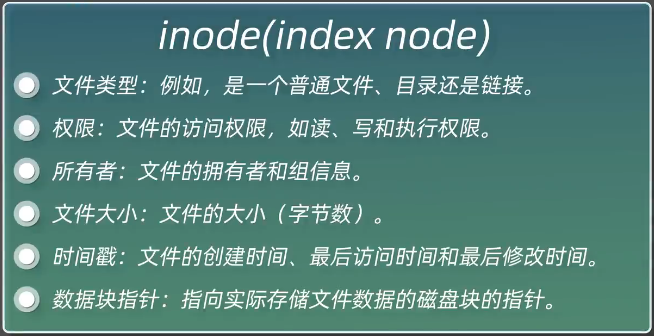 inode(index node)
文件类型：例如，是一个普通文件、目录还是链接。
权限：文件的访问权限，如读、写和执行权限。
所有者：文件的拥有者和组信息。
文件大小：文件的大小（字节数）。
时间戳：文件的创建时间、最后访问时间和最后修改时间。
数据块指针：指向实际存储文件数据的磁盘块的指针。